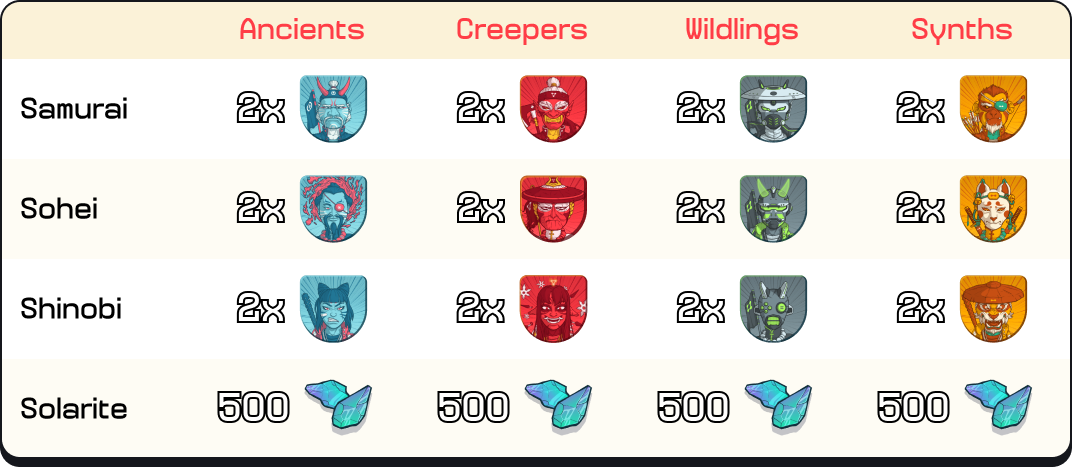 Ancients Creepers Wildlings Synths
Samurai 2x 2x 2x 2x
Sohei 2x 2x 2x 2x
Shinobi 2x 2x 2x 2x
Solarite 500 500 500 500